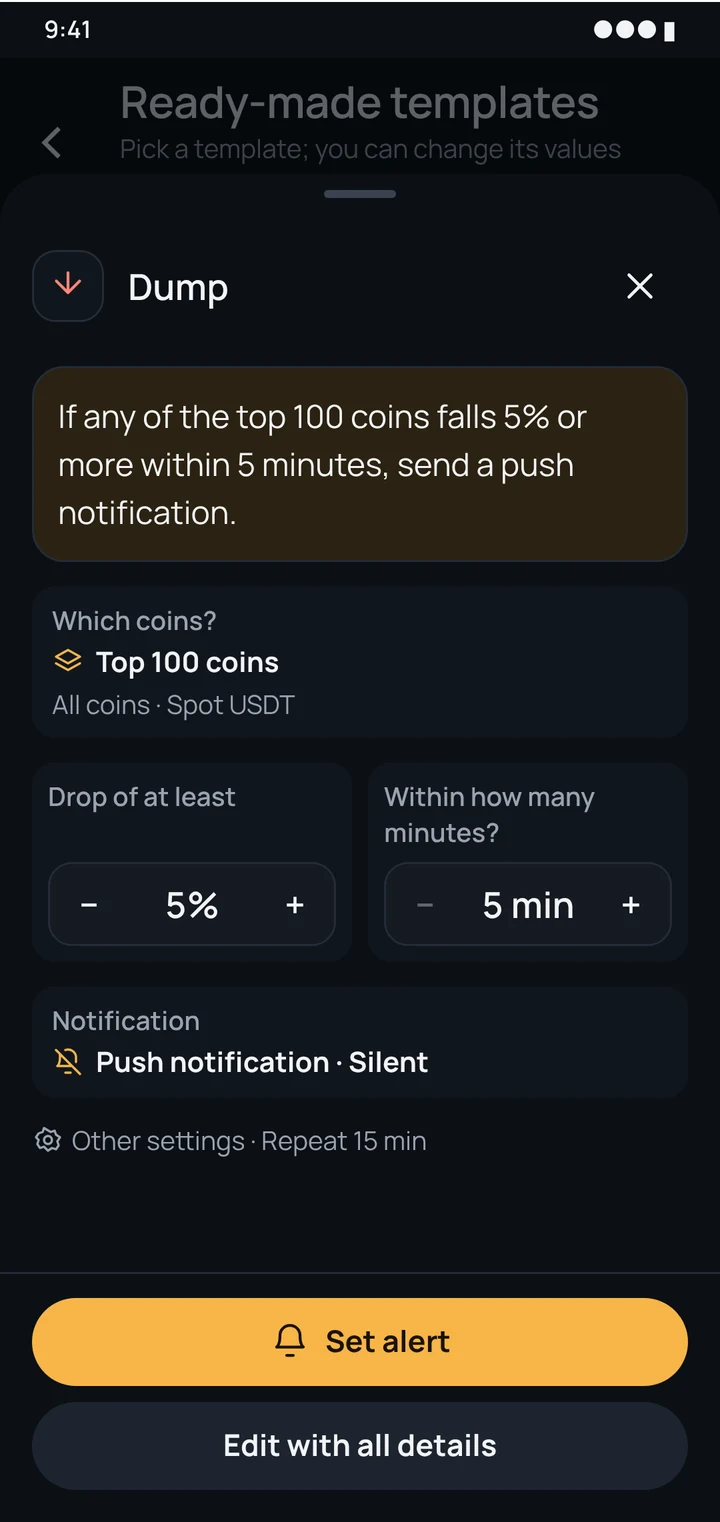 9:41
Ready-made templates
Pick a template; you can change its values
Dump
If any of the top 100 coins falls 5% or
more within 5 minutes, send a push
notification.
Which coins?
Top 100 coins
All coins · Spot USDT
Drop of at least
Within how many
minutes?
− 5% +
− 5 min +
Notification
Push notification · Silent
Other settings · Repeat 15 min
Set alert
Edit with all details